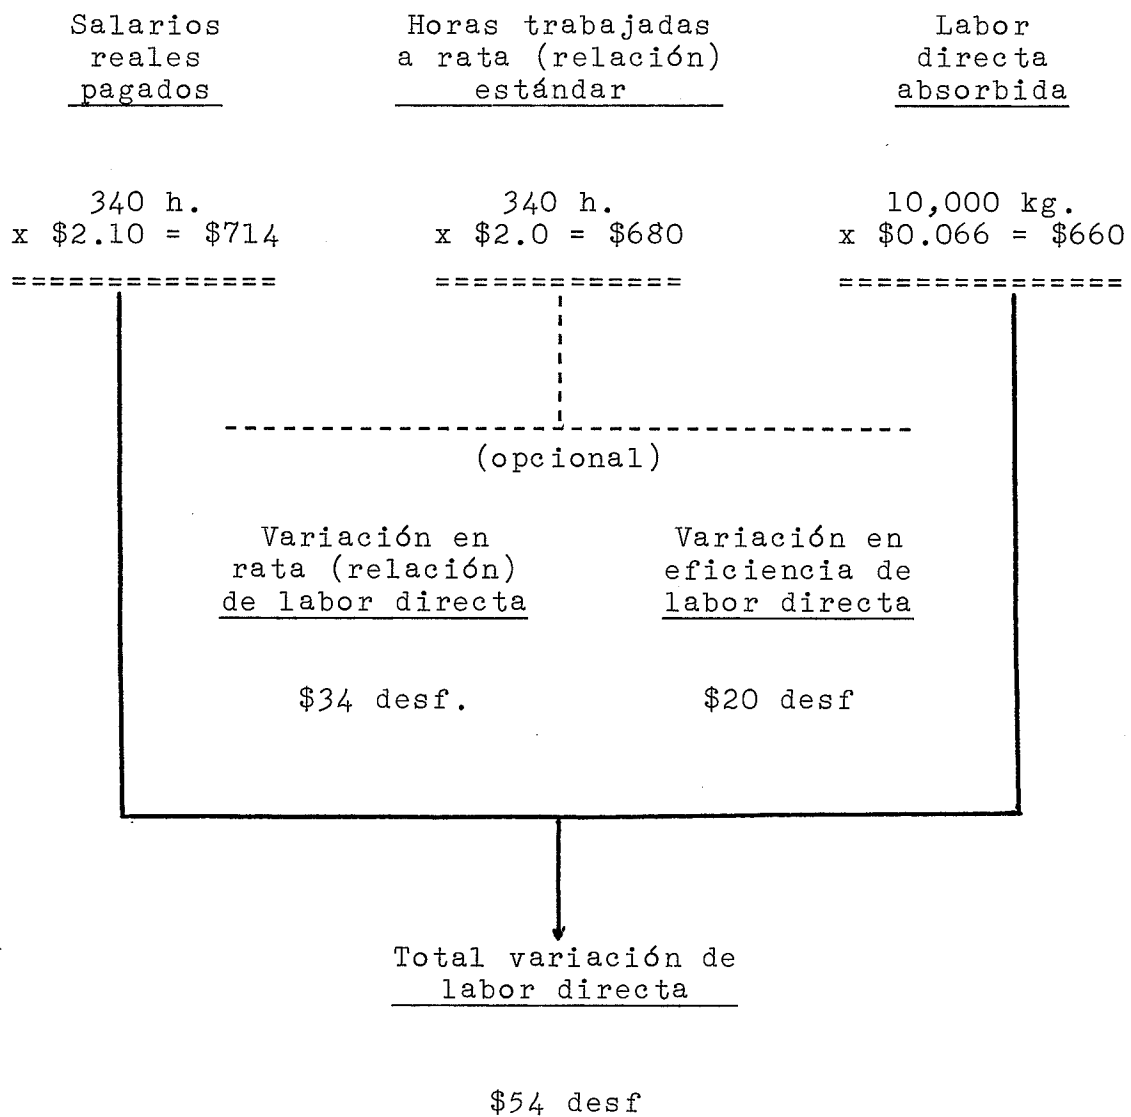 Salarios
reales
pagados
Horas trabajadas
a rata (relación)
estándar
Labor
directa
absorbida
340 h.
x $2.10 = $714
==============
340 h.
x $2.0 = $680
=============
10,000 kg.
x $0.066 = $660
===============
(opcional)
Variación en
rata (relación)
de labor directa
Variación en
eficiencia de
labor directa
$34 desf.
$20 desf
Total variación de
labor directa
$54 desf